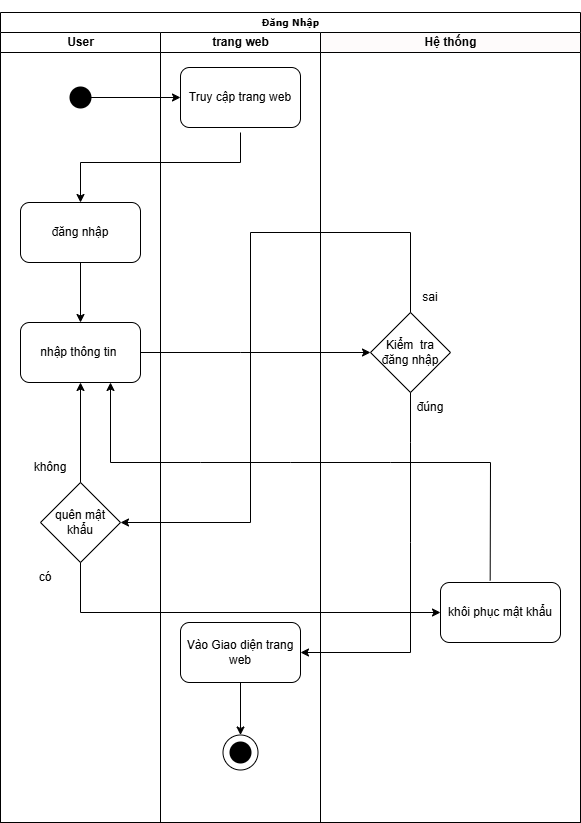 Đăng Nhập
User
trang web
Hệ thống
Truy cập trang web
đăng nhập
sai
nhập thông tin
Kiểm tra
đăng nhập
đúng
không
quên mật
khẩu
có
khôi phục mật khẩu
Vào Giao diện trang
web